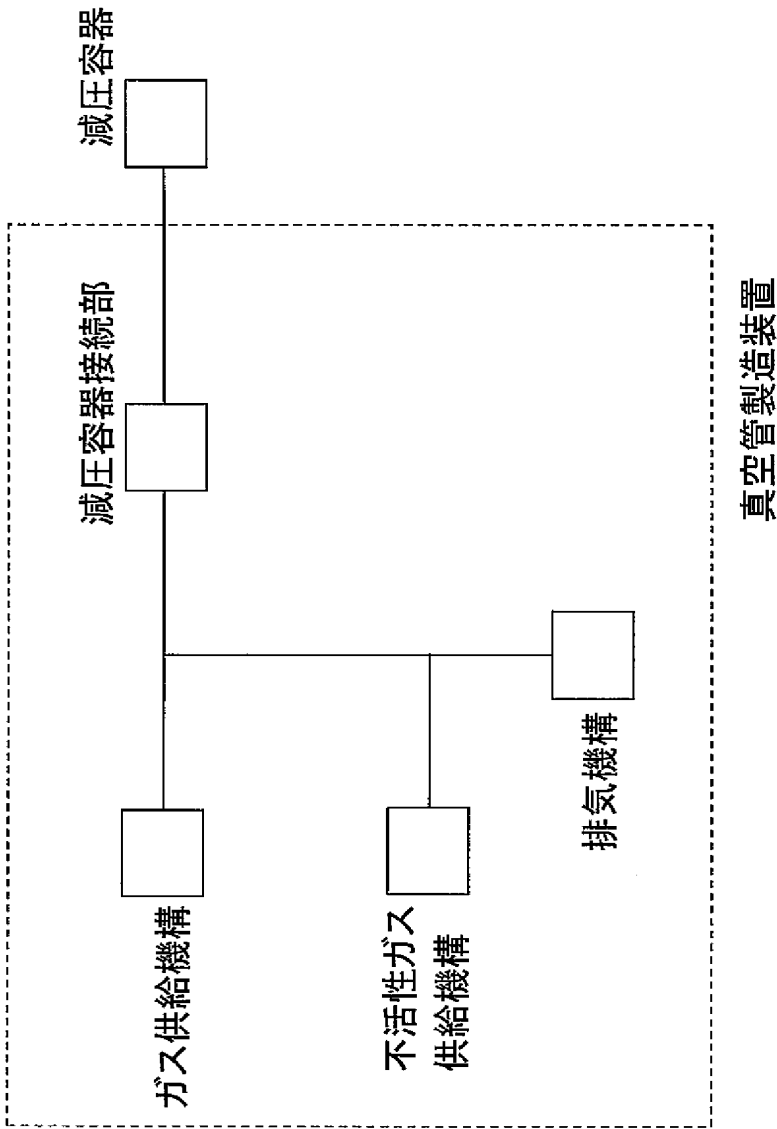 減圧容器
減圧容器接続部
ガス供給機構
不活性ガス
供給機構
排気機構
真空管製造装置